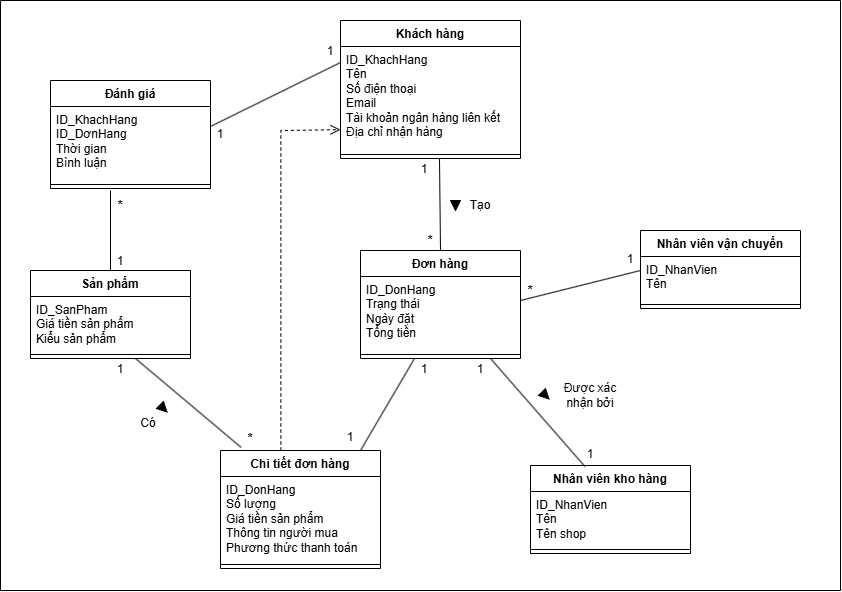 Khách hàng
ID_KhachHang
Tên
Số điện thoại
Email
Tài khoản ngân hàng liên kết
Địa chỉ nhận hàng
1
1
Đánh giá
ID_KhachHang
ID_DơnHang
Thời gian
Bình luận
*
1
1
Tạo
*
Sản phẩm
ID_SanPham
Giá tiền sản phẩm
Kiểu sản phẩm
Đơn hàng
ID_DonHang
Trạng thái
Ngày đặt
Tổng tiền
*
1
Nhân viên vận chuyển
ID_NhanVien
Tên
1
Có
*
1
1
1
Được xác
nhận bởi
1
Chi tiết đơn hàng
ID_DonHang
Số lượng
Giá tiền sản phẩm
Thông tin người mua
Phương thức thanh toán
Nhân viên kho hàng
ID_NhanVien
Tên
Tên shop